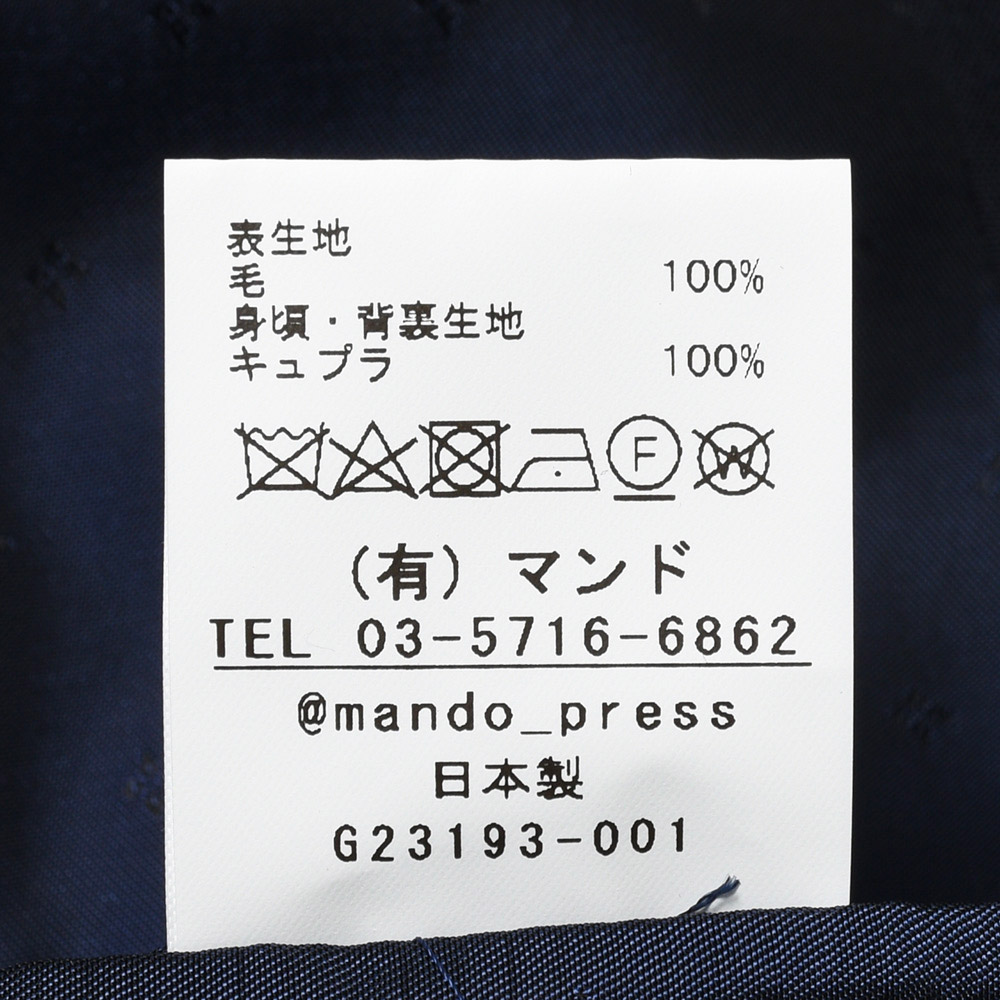 表生地
毛 100%
身頃・背裏生地
キュプラ 100%
F W
(有) マンド
TEL 03-5716-6862
@mando_press
日本製
G23193-001